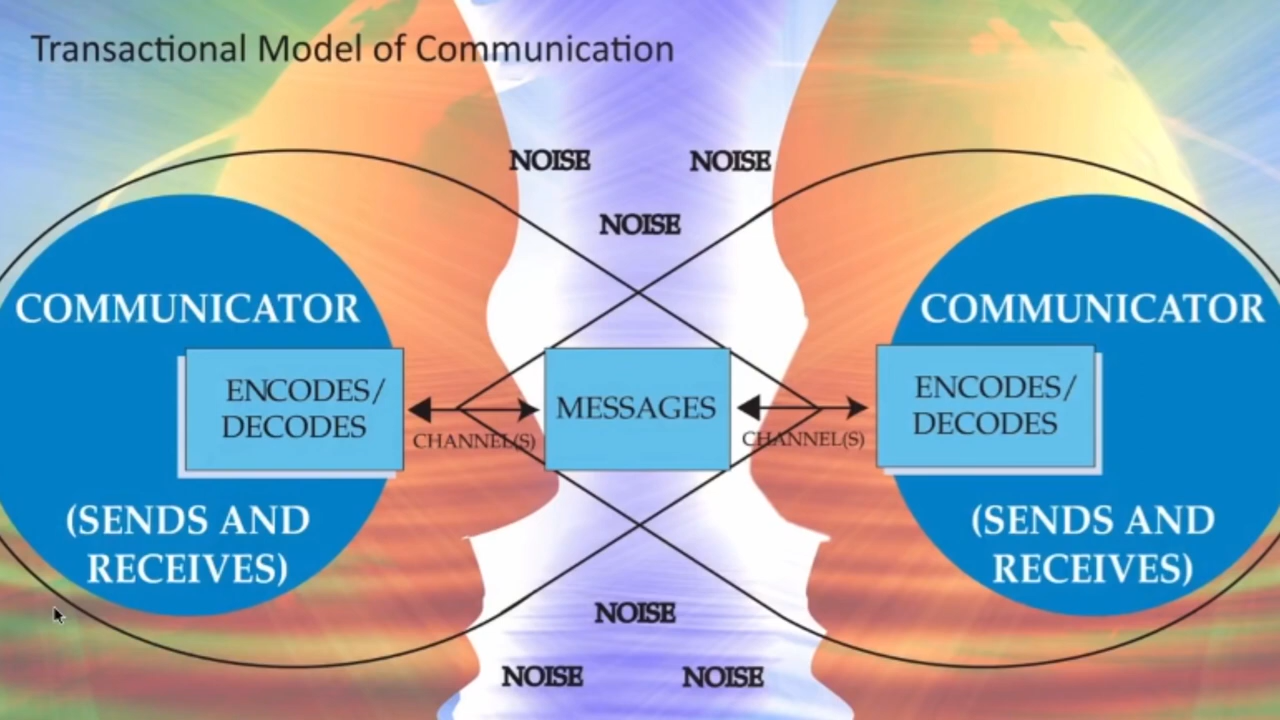 Transactional Model of Communication
NOISE NOISE
NOISE
COMMUNICATOR
ENCODES/
DECODES
(SENDS AND
RECEIVES)
CHANNEL(S)
MESSAGES
CHANNEL(S)
COMMUNICATOR
ENCODES/
DECODES
(SENDS AND
RECEIVES)
NOISE
NOISE NOISE